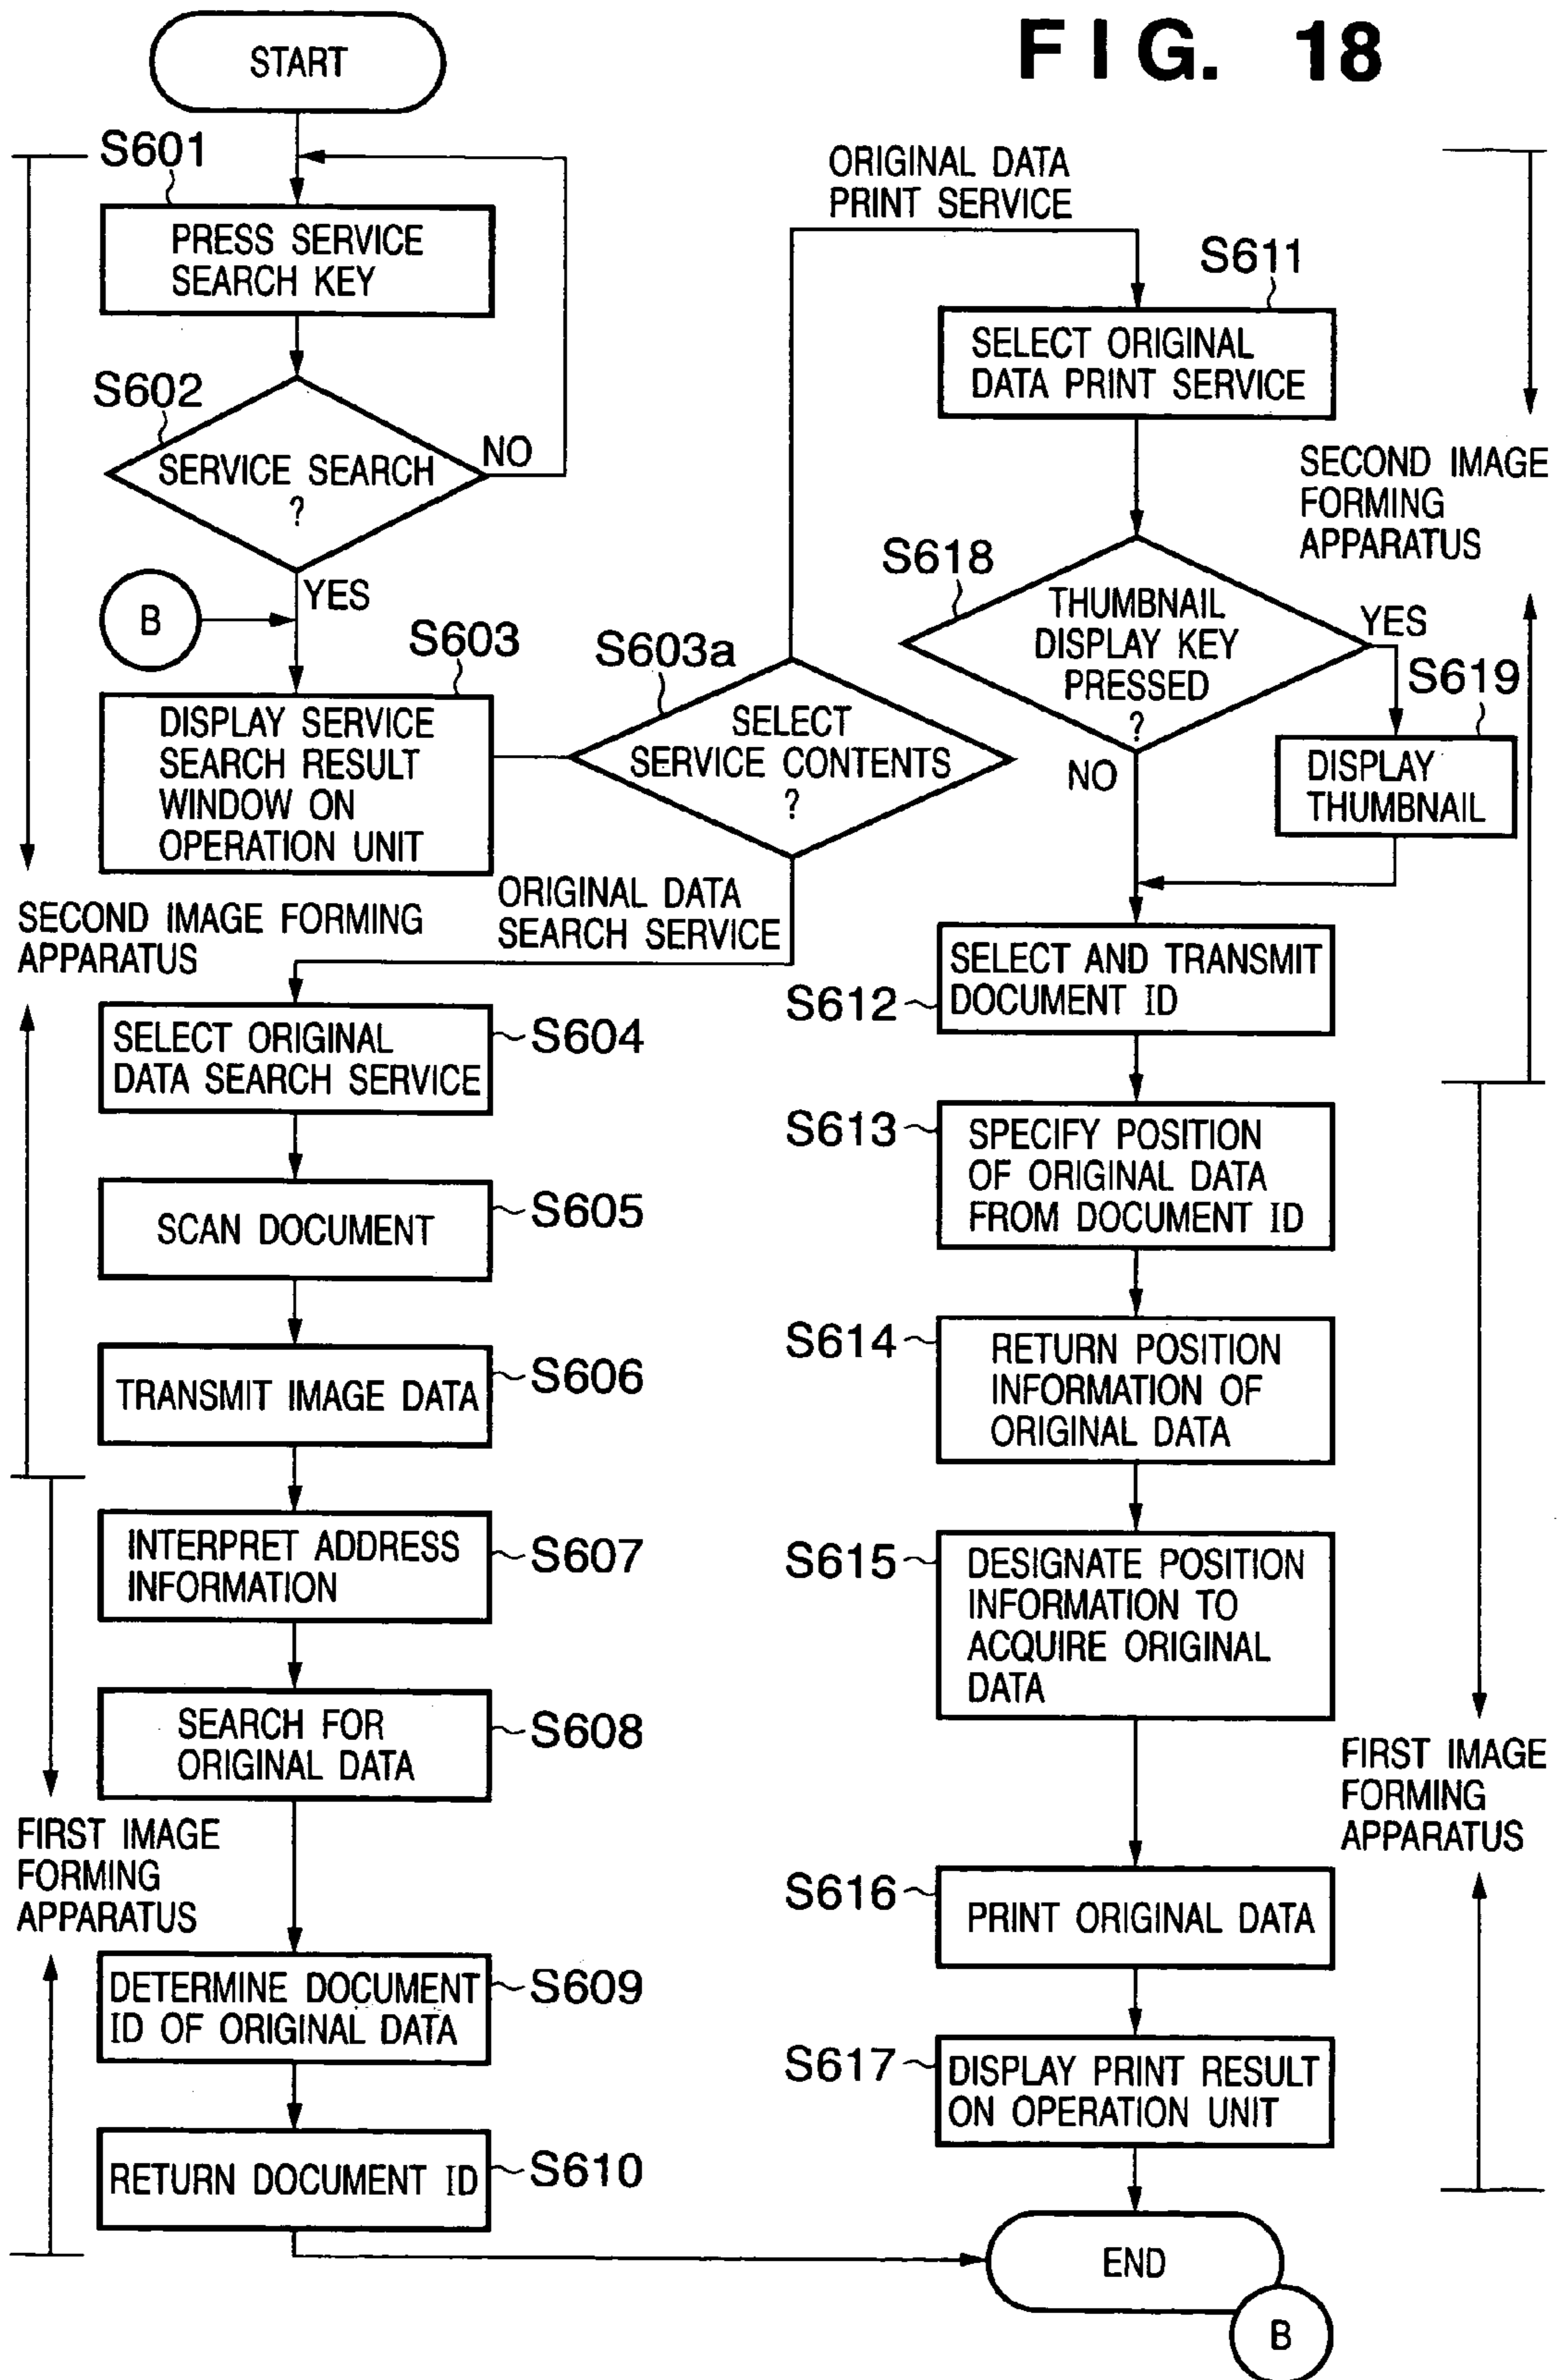 FIG. 18
START
S601
PRESS SERVICE
SEARCH KEY
S602
SERVICE SEARCH
?
NO
YES
B
S603
DISPLAY SERVICE
SEARCH RESULT
WINDOW ON
OPERATION UNIT
S603a
SELECT
SERVICE CONTENTS
?
ORIGINAL DATA
SEARCH SERVICE
SECOND IMAGE FORMING
APPARATUS
SELECT ORIGINAL
DATA SEARCH SERVICE
S604
SCAN DOCUMENT
S605
TRANSMIT IMAGE DATA
S606
INTERPRET ADDRESS
INFORMATION
S607
SEARCH FOR
ORIGINAL DATA
S608
FIRST IMAGE
FORMING
APPARATUS
DETERMINE DOCUMENT
ID OF ORIGINAL DATA
S609
RETURN DOCUMENT ID
S610
ORIGINAL DATA
PRINT SERVICE
S611
SELECT ORIGINAL
DATA PRINT SERVICE
SECOND IMAGE
FORMING
APPARATUS
S618
THUMBNAIL
DISPLAY KEY
PRESSED
?
YES
NO
S619
DISPLAY
THUMBNAIL
S612
SELECT AND TRANSMIT
DOCUMENT ID
S613
SPECIFY POSITION
OF ORIGINAL DATA
FROM DOCUMENT ID
S614
RETURN POSITION
INFORMATION OF
ORIGINAL DATA
S615
DESIGNATE POSITION
INFORMATION TO
ACQUIRE ORIGINAL
DATA
FIRST IMAGE
FORMING
APPARATUS
S616
PRINT ORIGINAL DATA
S617
DISPLAY PRINT RESULT
ON OPERATION UNIT
END
B